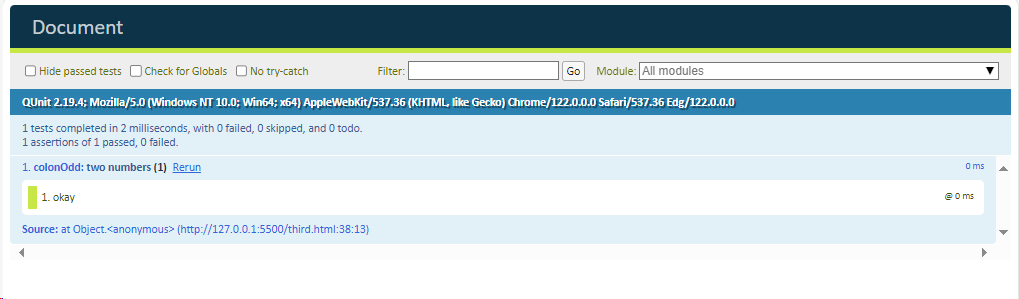 Document
Hide passed tests Check for Globals No try-catch Filter: Go Module: All modules ▼
QUnit 2.19.4; Mozilla/5.0 (Windows NT 10.0; Win64; x64) AppleWebKit/537.36 (KHTML, like Gecko) Chrome/122.0.0.0 Safari/537.36 Edg/122.0.0.0
1 tests completed in 2 milliseconds, with 0 failed, 0 skipped, and 0 todo.
1 assertions of 1 passed, 0 failed.
1. colonOdd: two numbers (1) Rerun 0 ms
1. okay @ 0 ms
Source: at Object.<anonymous> (http://127.0.0.1:5500/third.html:38:13)